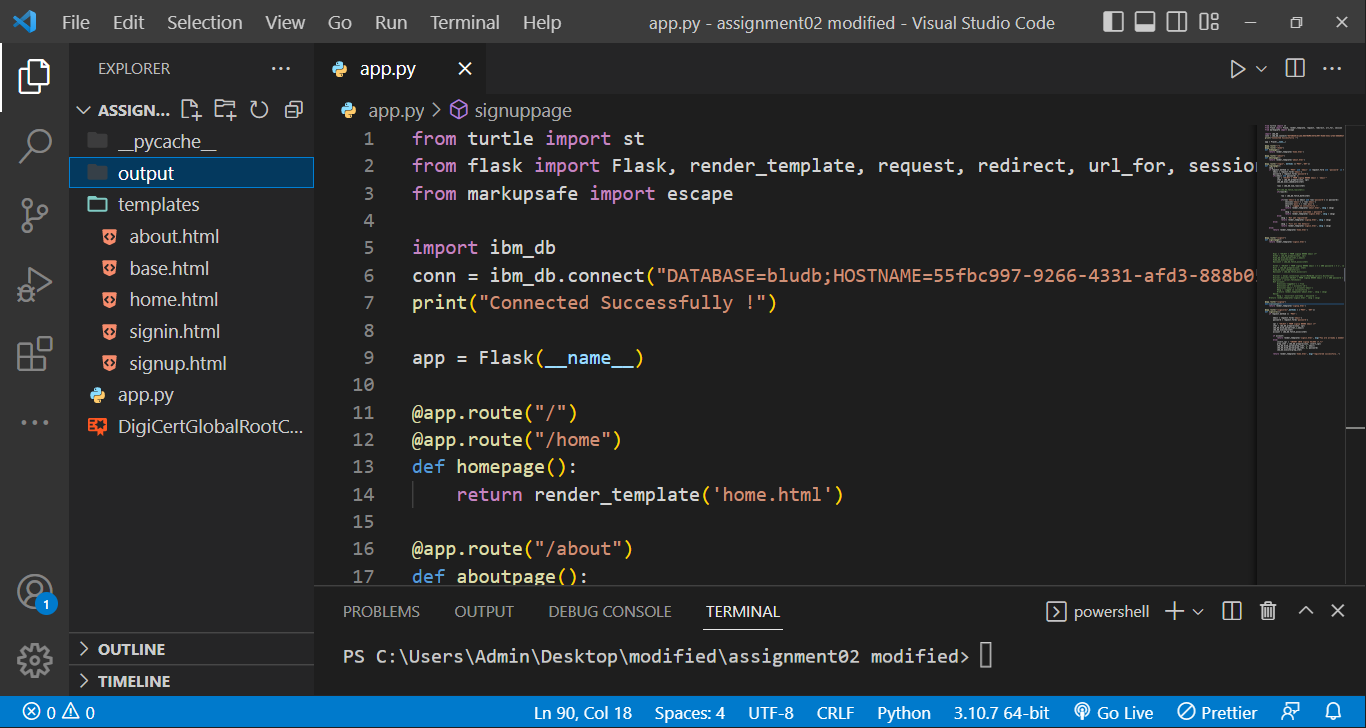 File Edit Selection View Go Run Terminal Help app.py - assignment02 modified - Visual Studio Code
EXPLORER
ASSIGN...
__pycache__
output
templates
about.html
base.html
home.html
signin.html
signup.html
app.py
DigiCertGlobalRootC...
OUTLINE
TIMELINE
1
app.py
app.py > signuppage
1 from turtle import st
2 from flask import Flask, render_template, request, redirect, url_for, session
3 from markupsafe import escape
4
5 import ibm_db
6 conn = ibm_db.connect("DATABASE=bludb;HOSTNAME=55fbc997-9266-4331-afd3-888b05
7 print("Connected Successfully !")
8
9 app = Flask(__name__)
10
11 @app.route("/")
12 @app.route("/home")
13 def homepage():
14 return render_template('home.html')
15
16 @app.route("/about")
17 def aboutpage():
PROBLEMS OUTPUT DEBUG CONSOLE TERMINAL powershell
PS C:\Users\Admin\Desktop\modified\assignment02 modified>
0 0 Ln 90, Col 18 Spaces: 4 UTF-8 CRLF Python 3.10.7 64-bit Go Live Prettier